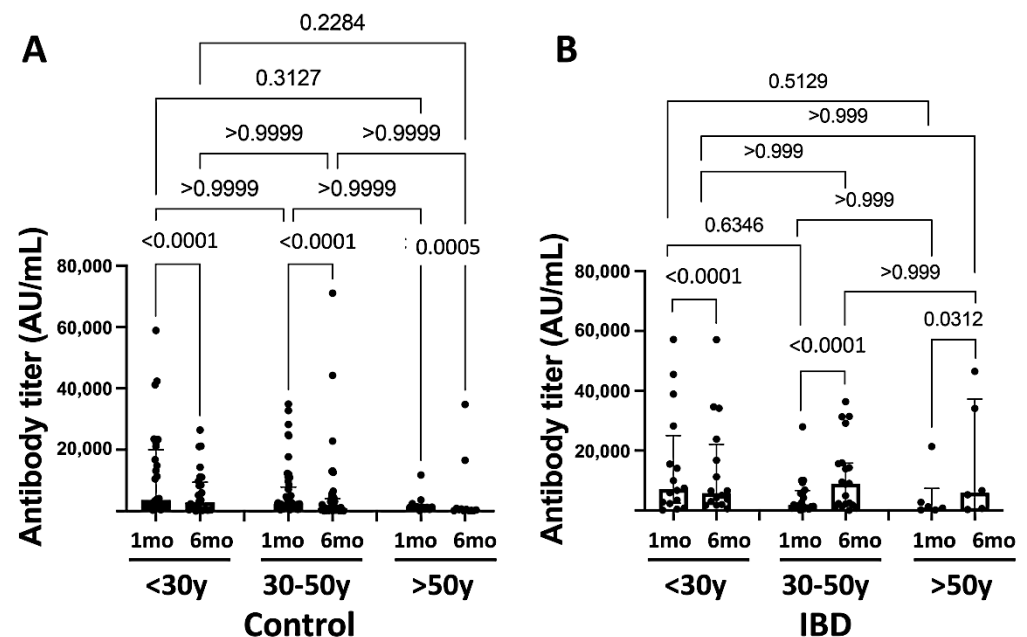 A
0.2284
0.3127
>0.9999 >0.9999
>0.9999 >0.9999
<0.0001 <0.0001 : 0.0005
Antibody titer (AU/mL)
80,000
60,000
40,000
20,000
1mo 6mo 1mo 6mo 1mo 6mo
<30y 30-50y >50y
Control
B
0.5129
>0.999
>0.999
>0.999
0.6346
>0.999
<0.0001
0.0312
<0.0001
Antibody titer (AU/mL)
80,000
60,000
40,000
20,000
1mo 6mo 1mo 6mo 1mo 6mo
<30y 30-50y >50y
IBD